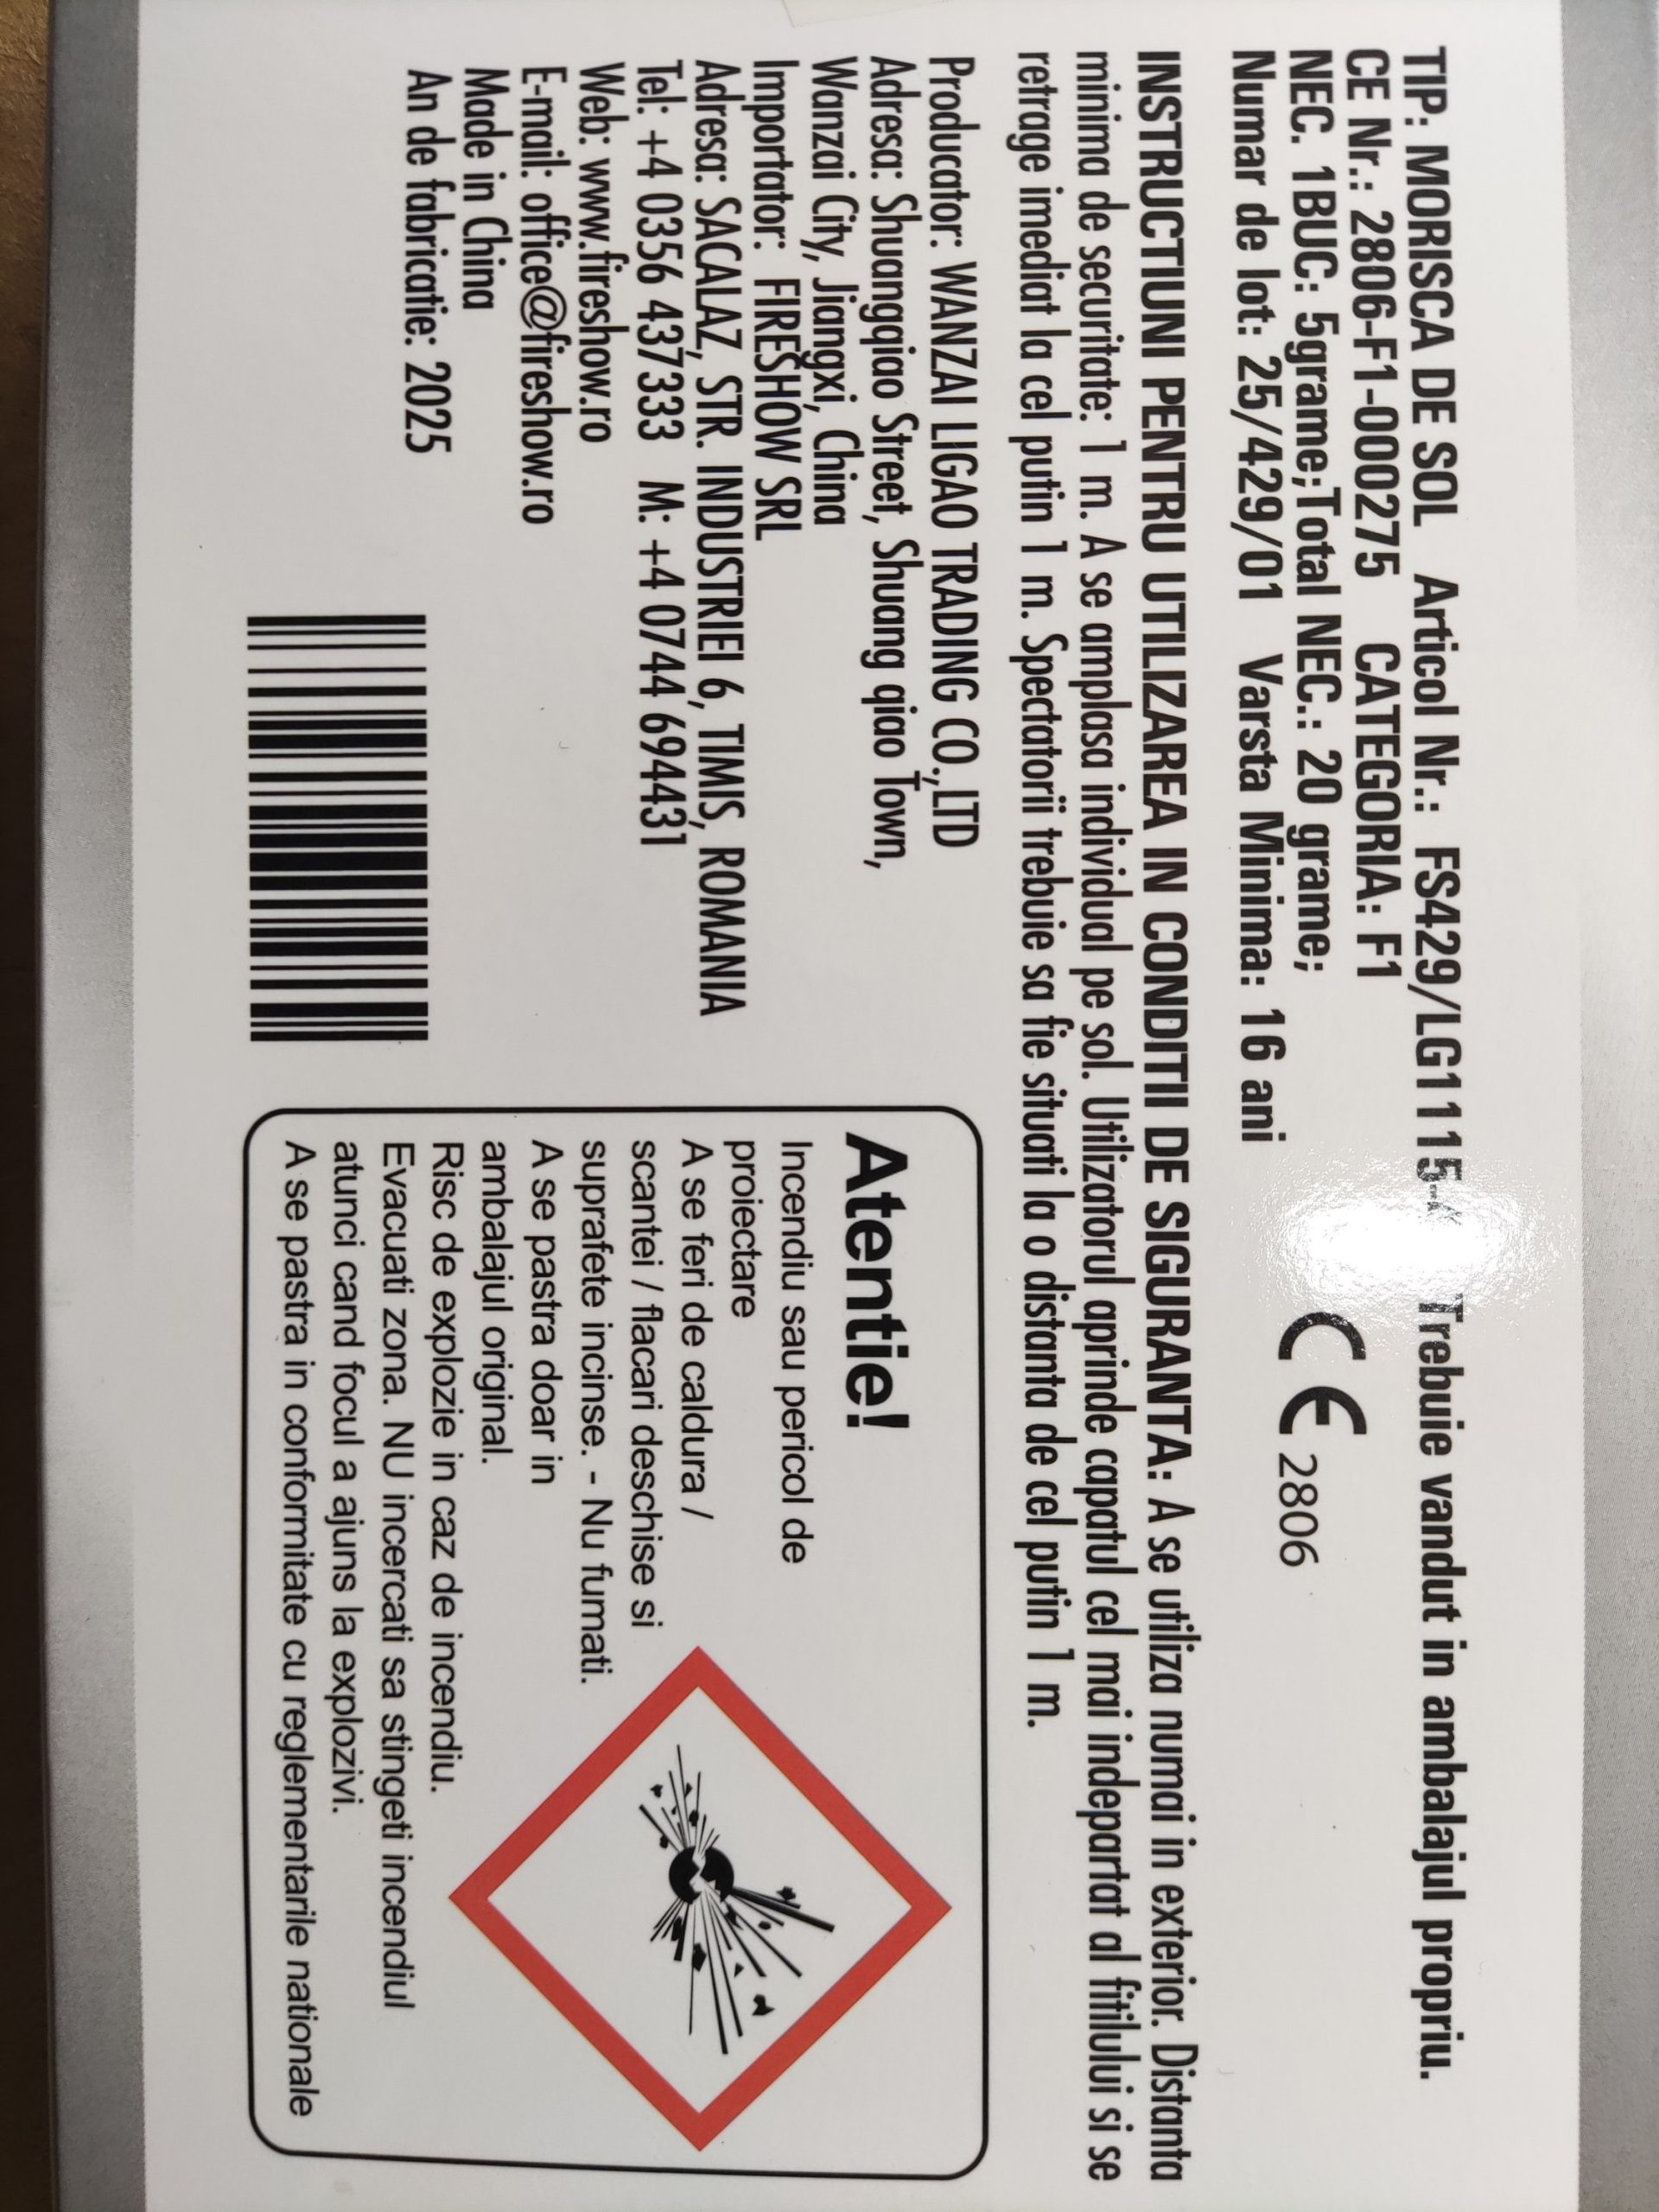 TIP: MORISCA DE SOL Articol Nr.: FS429/LG1115 Trebuie vandut in ambalajul propriu.
CE Nr.: 2806-F1-000275 CATEGORIA: F1
NEC. 1BUC: 5grame;Total NEC.: 20 grame;
Numar de lot: 25/429/01 Varsta Minima: 16 ani
CE 2806
INSTRUCTIUNI PENTRU UTILIZAREA IN CONDITII DE SIGURANTA: A se utiliza numai in exterior. Distanta
minima de securitate: 1 m. A se amplasa individual pe sol. Utilizatorul aprinde capatul cel mai indepartat al fitilului si se
retrage imediat la cel putin 1 m. Spectatorii trebuie sa fie situati la o distanta de cel putin 1 m.
Producator: WANZAI LIGAO TRADING CO.,LTD
Adresa: Shuangqiao Street, Shuang qiao Town,
Wanzai City, Jiangxi, China
Importator: FIRESHOW SRL
Adresa: SACALAZ, STR. INDUSTRIEI 6, TIMIS, ROMANIA
Tel: +4 0356 437333 M: +4 0744 694431
Web: www.fireshow.ro
E-mail: office@fireshow.ro
Made in China
An de fabricatie: 2025
Atentie!
Incendiu sau pericol de
proiectare
A se feri de caldura /
scantei / flacari deschise si
suprafete incinse. - Nu fumati.
A se pastra doar in
ambalajul original.
Risc de explozie in caz de incendiu.
Evacuati zona. NU incercati sa stingeti incendiul
atunci cand focul a ajuns la explozivi.
A se pastra in conformitate cu reglementarile nationale